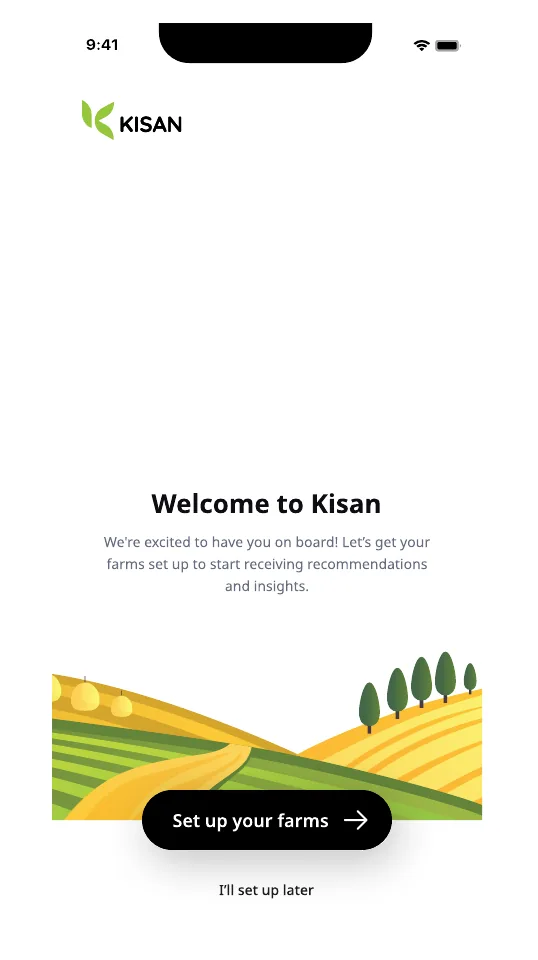 9:41
KISAN
Welcome to Kisan
We're excited to have you on board! Let’s get your
farms set up to start receiving recommendations
and insights.
Set up your farms
I’ll set up later